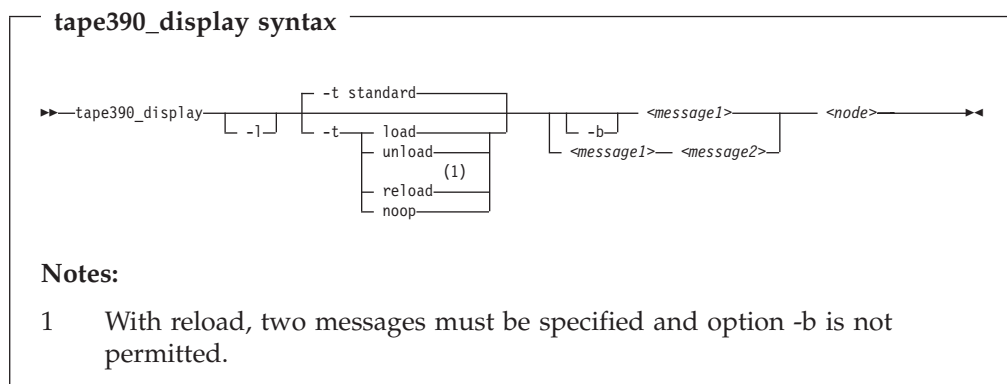 tape390_display syntax
-t standard
tape390_display -l -t load -b <message1> <node>
unload <message1> <message2>
(1)
reload
noop
Notes:
1 With reload, two messages must be specified and option -b is not
permitted.